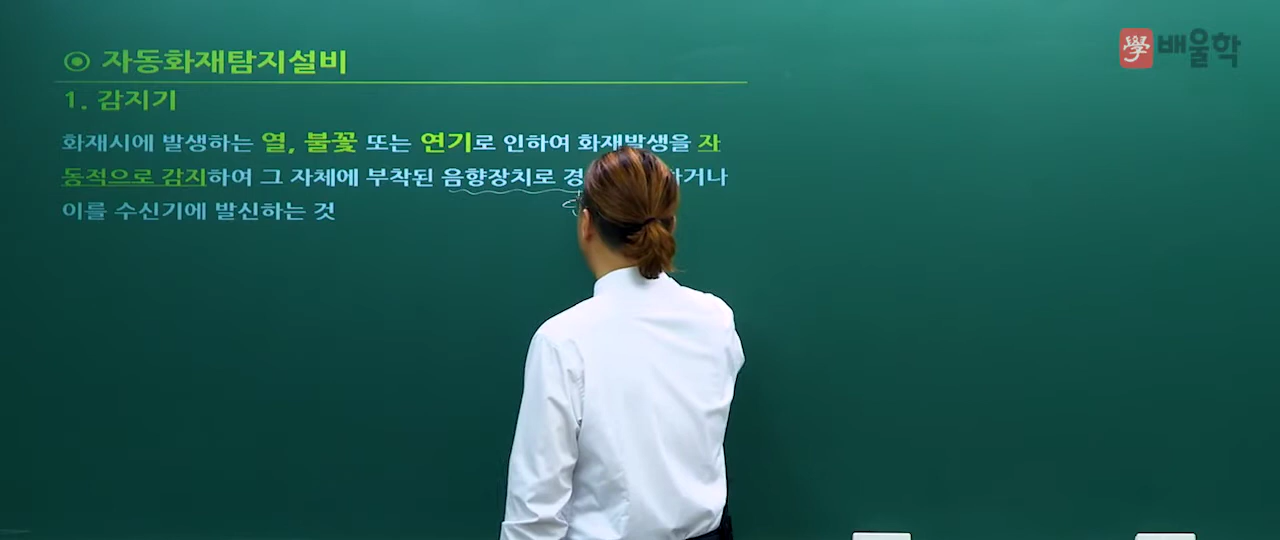 學 배울학
◉ 자동화재탐지설비
1. 감지기
화재시에 발생하는 열, 불꽃 또는 연기로 인하여 화재발생을 자
동적으로 감지하여 그 자체에 부착된 음향장치로 경 하거나
이를 수신기에 발신하는 것